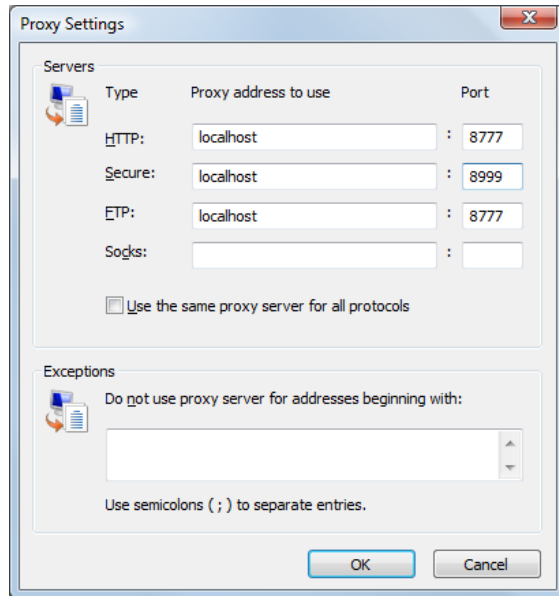 Proxy Settings
Servers
Type Proxy address to use Port
HTTP: localhost : 8777
Secure: localhost : 8999
FTP: localhost : 8777
Socks: :
Use the same proxy server for all protocols
Exceptions
Do not use proxy server for addresses beginning with:
Use semicolons ( ; ) to separate entries.
OK Cancel